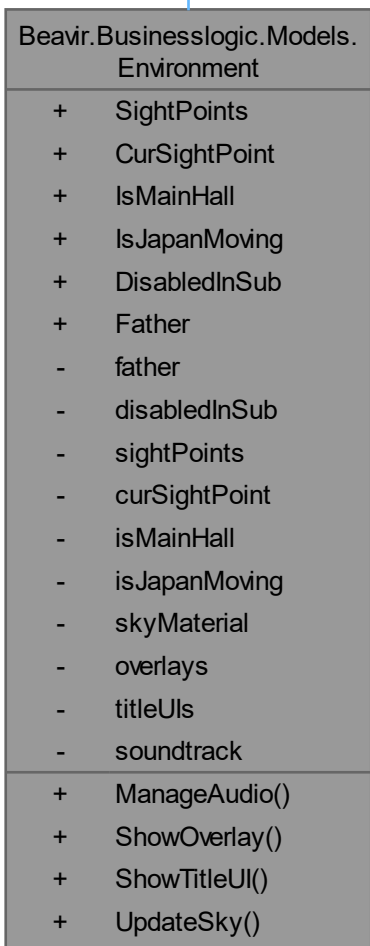 Beavir.Businesslogic.Models.
Environment
+ SightPoints
+ CurSightPoint
+ IsMainHall
+ IsJapanMoving
+ DisabledInSub
+ Father
- father
- disabledInSub
- sightPoints
- curSightPoint
- isMainHall
- isJapanMoving
- skyMaterial
- overlays
- titleUIs
- soundtrack
+ ManageAudio()
+ ShowOverlay()
+ ShowTitleUI()
+ UpdateSky()